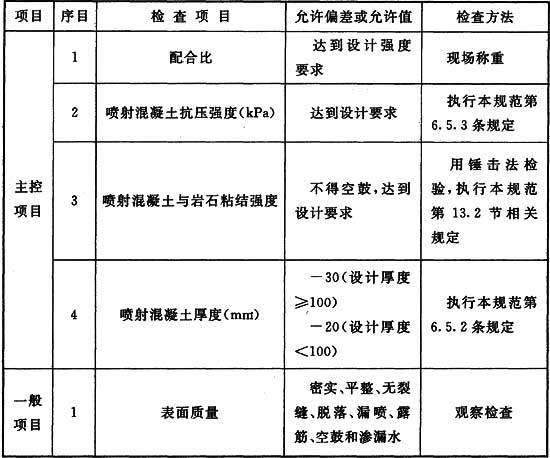 项目 序目 检查项目 允许偏差或允许值 检查方法
主控
项目
1 配合比 达到设计强度
要求 现场称重
2 喷射混凝土抗压强度(kPa) 达到设计要求 执行本规范第
6.5.3条规定
3 喷射混凝土与岩石粘结强度 不得空鼓,达到
设计要求 用锤击法检
验,执行本规范
第13.2节相关
规定
4 喷射混凝土厚度(mm) -30(设计厚度
≥100)
-20(设计厚度
<100) 执行本规范第
6.5.2条规定
一般
项目
1 表面质量 密实、平整、无裂
缝、脱落、漏喷、露
筋、空鼓和渗漏水 观察检查